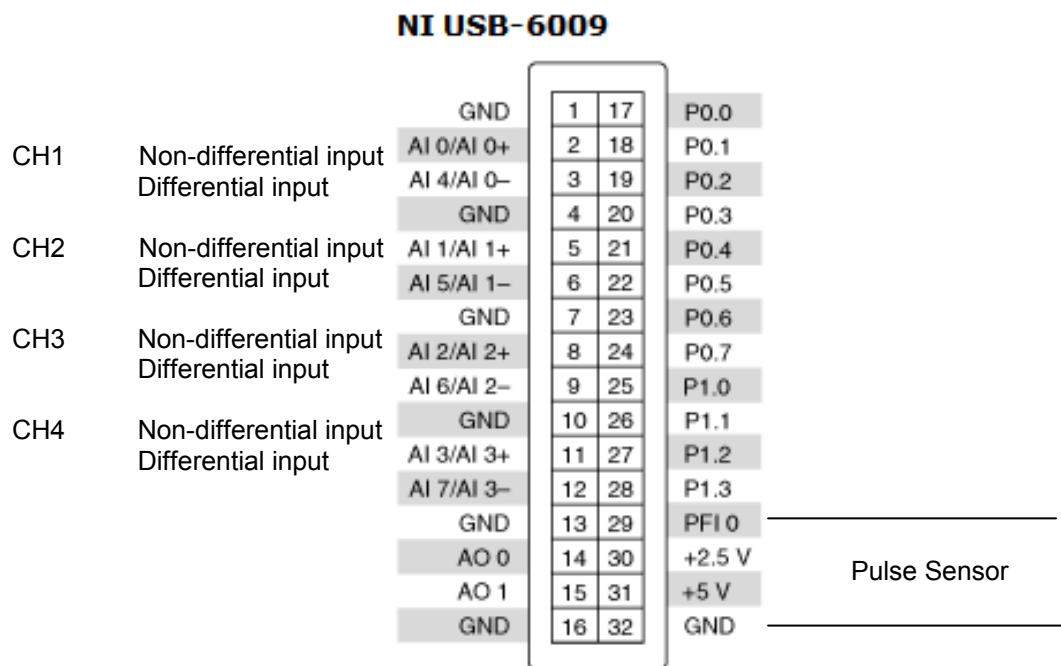 NI USB-6009
GND 1 17 P0.0
CH1 Non-differential input AI 0/AI 0+ 2 18 P0.1
Differential input AI 4/AI 0– 3 19 P0.2
GND 4 20 P0.3
CH2 Non-differential input AI 1/AI 1+ 5 21 P0.4
Differential input AI 5/AI 1– 6 22 P0.5
GND 7 23 P0.6
CH3 Non-differential input AI 2/AI 2+ 8 24 P0.7
Differential input AI 6/AI 2– 9 25 P1.0
GND 10 26 P1.1
CH4 Non-differential input AI 3/AI 3+ 11 27 P1.2
Differential input AI 7/AI 3– 12 28 P1.3
GND 13 29 PFI 0
AO 0 14 30 +2.5 V
Pulse Sensor
AO 1 15 31 +5 V
GND 16 32 GND